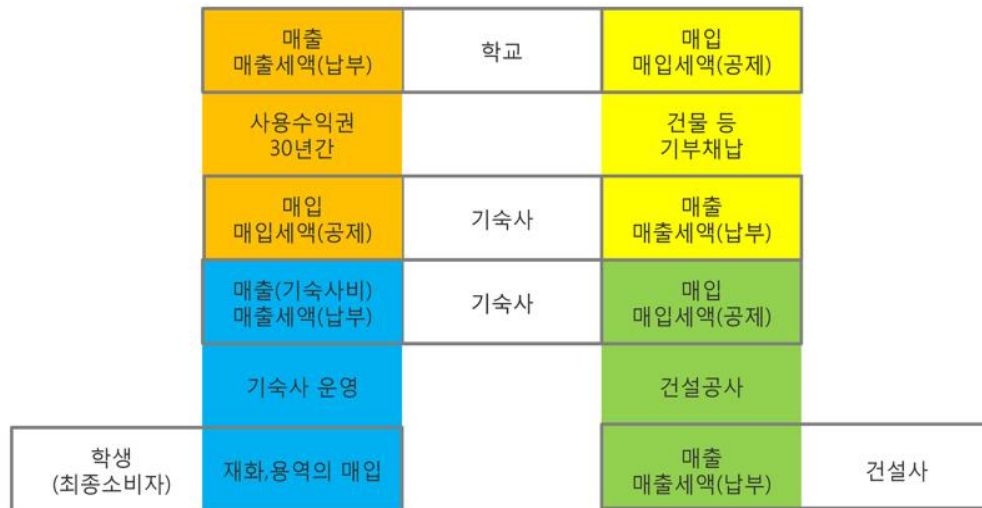 매출
매출세액(납부)
학교
매입
매입세액(공제)
사용수익권
30년간
건물 등
기부채납
매입
매입세액(공제)
기숙사
매출
매출세액(납부)
매출(기숙사비)
매출세액(납부)
기숙사
매입
매입세액(공제)
기숙사 운영
건설공사
학생
(최종소비자)
재화,용역의 매입
매출
매출세액(납부)
건설사